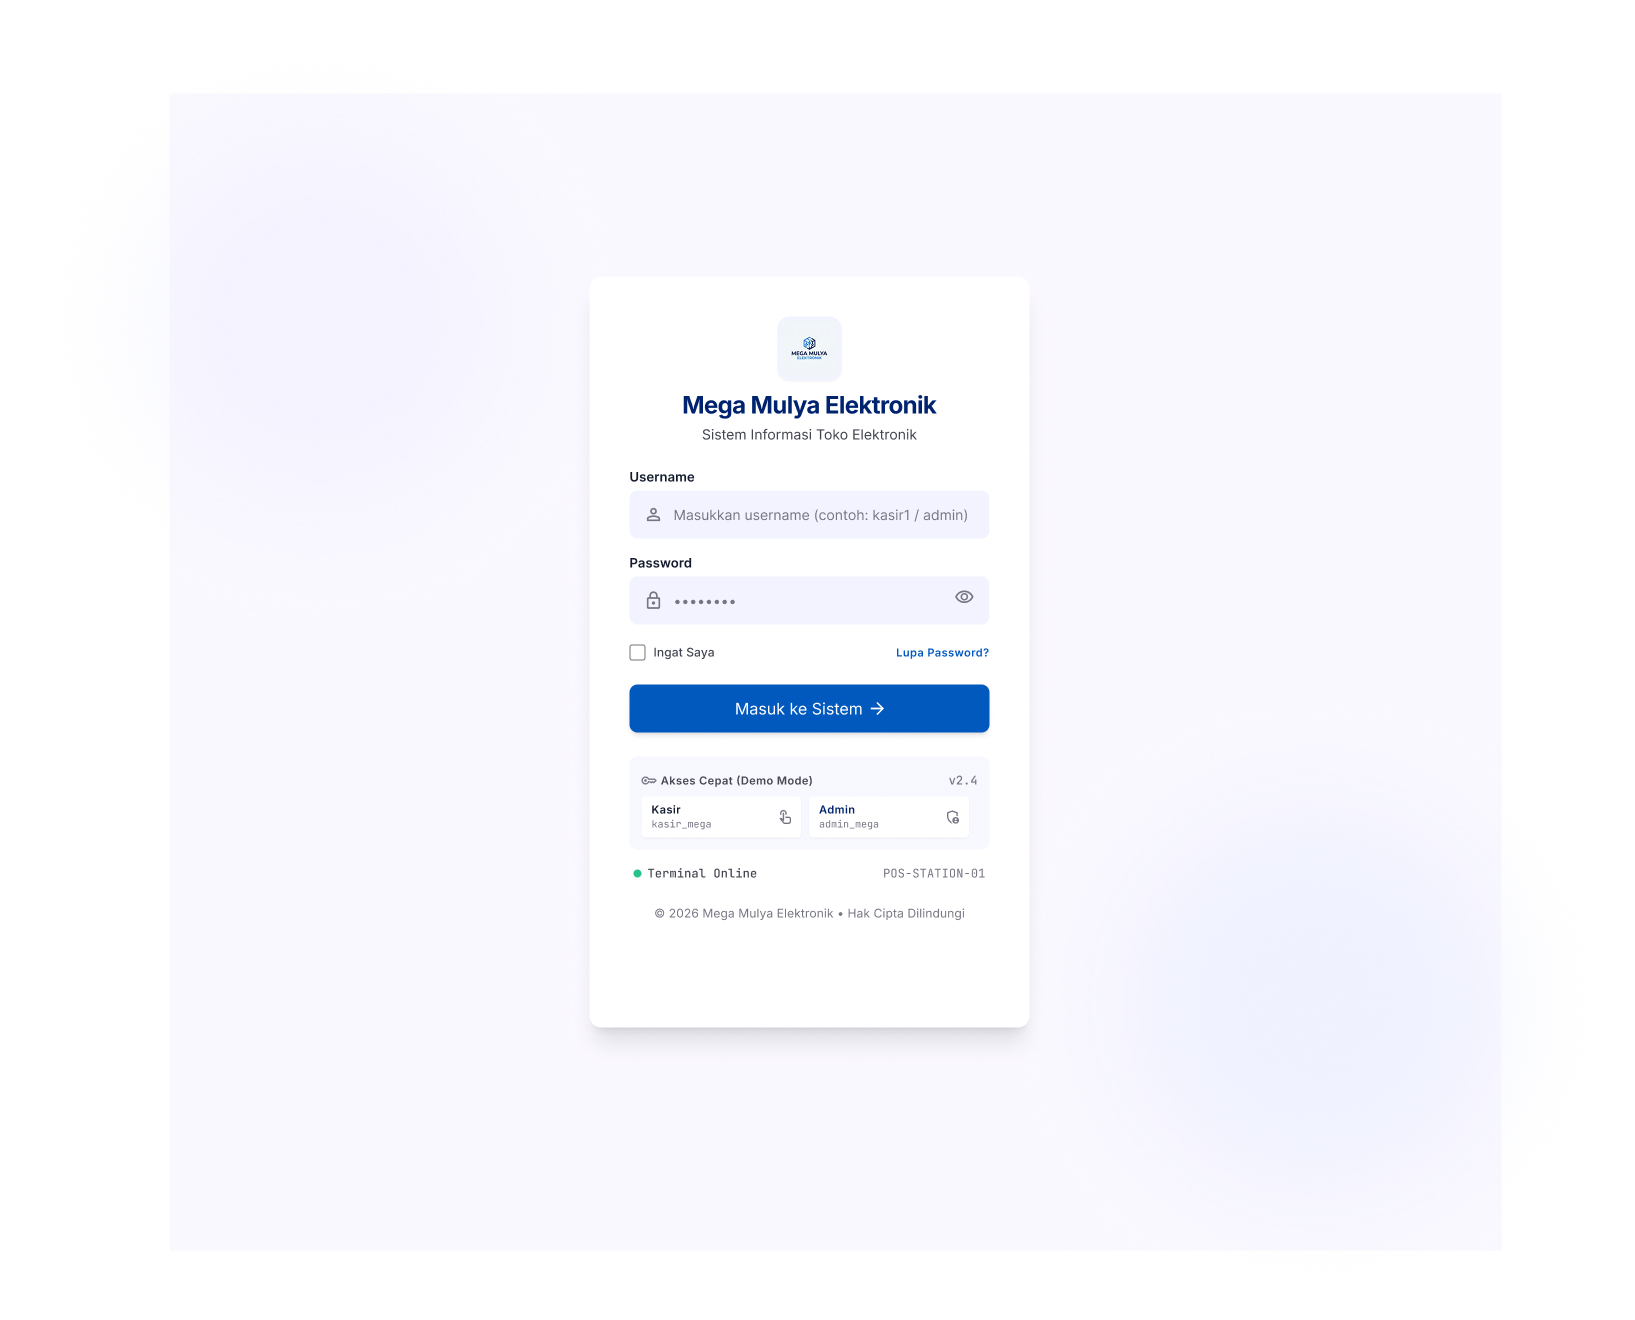 MEGA MULYA
ELEKTRONIK
Mega Mulya Elektronik
Sistem Informasi Toko Elektronik
Username
Masukkan username (contoh: kasir1 / admin)
Password
••••••••
Ingat Saya
Lupa Password?
Masuk ke Sistem →
Akses Cepat (Demo Mode)
v2.4
Kasir
kasir_mega
Admin
admin_mega
Terminal Online
POS-STATION-01
© 2026 Mega Mulya Elektronik • Hak Cipta Dilindungi